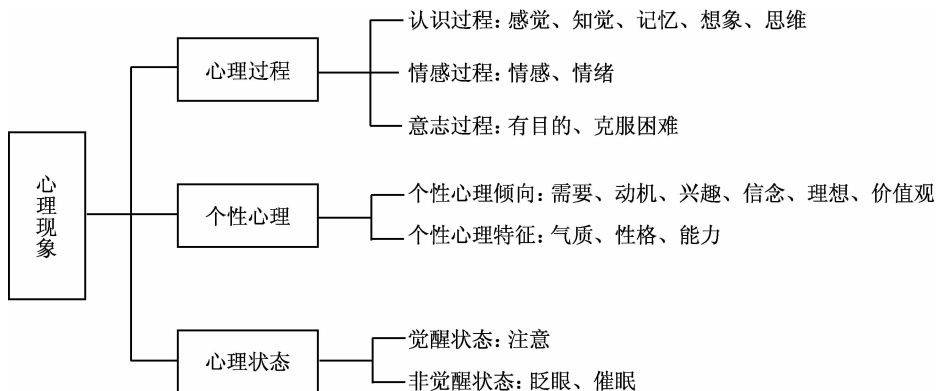 心理现象
心理过程
认识过程：感觉、知觉、记忆、想象、思维
情感过程：情感、情绪
意志过程：有目的、克服困难
个性心理
个性心理倾向：需要、动机、兴趣、信念、理想、价值观
个性心理特征：气质、性格、能力
心理状态
觉醒状态：注意
非觉醒状态：眨眼、催眠